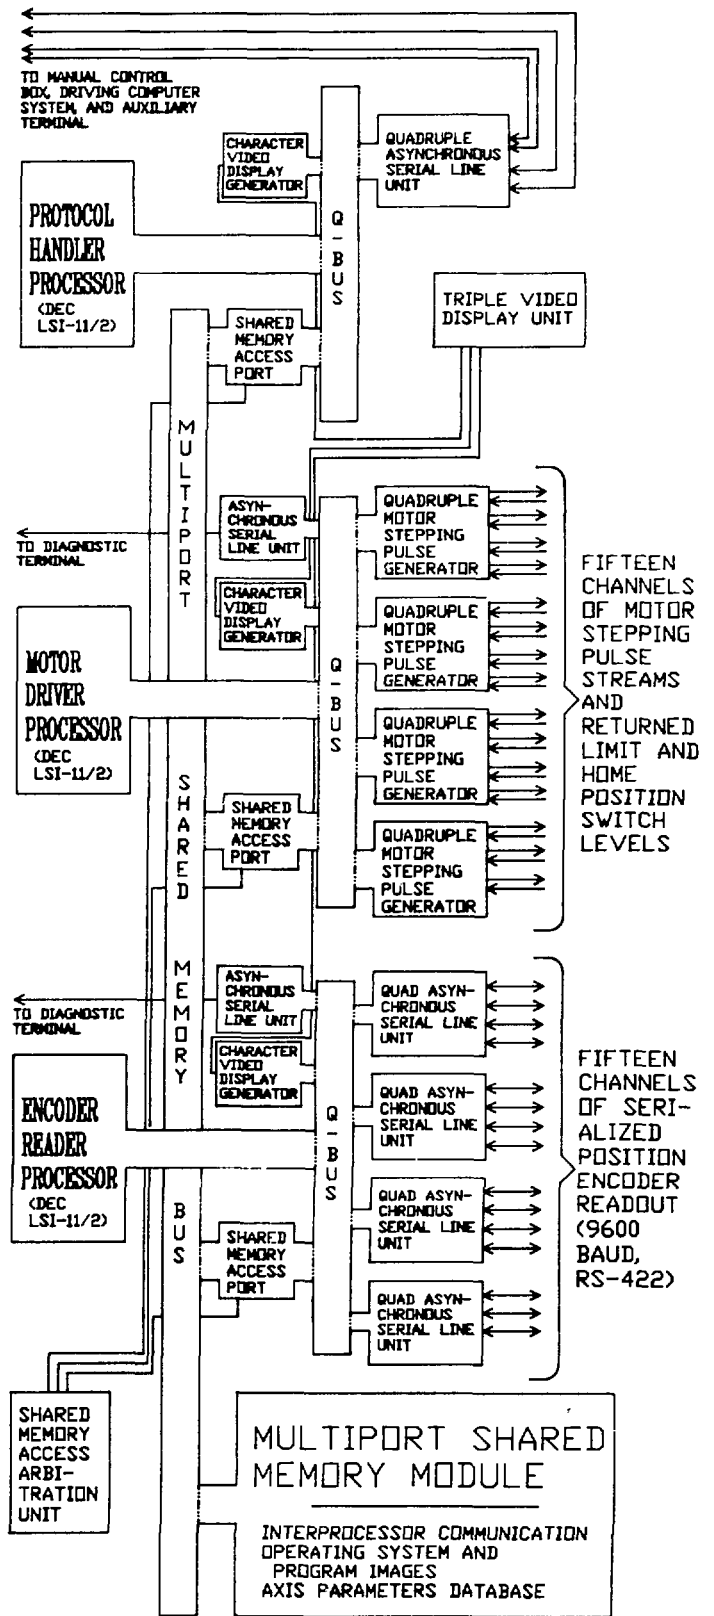 TO MANUAL CONTROL
BOX, DRIVING COMPUTER
SYSTEM, AND AUXILIARY
TERMINAL
CHARACTER
VIDEO
DISPLAY
GENERATOR
QUADRUPLE
ASYNCHRONOUS
SERIAL LINE
UNIT
PROTOCOL
HANDLER
PROCESSOR
(DEC
LSI-11/2)
Q-BUS
TRIPLE VIDEO
DISPLAY UNIT
SHARED
MEMORY
ACCESS
PORT
MULTIPORT SHARED MEMORY BUS
ASYN-
CHRONOUS
SERIAL
LINE UNIT
TO DIAGNOSTIC
TERMINAL
CHARACTER
VIDEO
DISPLAY
GENERATOR
MOTOR
DRIVER
PROCESSOR
(DEC
LSI-11/2)
Q-BUS
SHARED
MEMORY
ACCESS
PORT
QUADRUPLE
MOTOR
STEPPING
PULSE
GENERATOR
QUADRUPLE
MOTOR
STEPPING
PULSE
GENERATOR
QUADRUPLE
MOTOR
STEPPING
PULSE
GENERATOR
QUADRUPLE
MOTOR
STEPPING
PULSE
GENERATOR
FIFTEEN
CHANNELS
OF MOTOR
STEPPING
PULSE
STREAMS
AND
RETURNED
LIMIT AND
HOME
POSITION
SWITCH
LEVELS
ASYN-
CHRONOUS
SERIAL
LINE UNIT
TO DIAGNOSTIC
TERMINAL
CHARACTER
VIDEO
DISPLAY
GENERATOR
ENCODER
READER
PROCESSOR
(DEC
LSI-11/2)
Q-BUS
SHARED
MEMORY
ACCESS
PORT
QUAD ASYN-
CHRONOUS
SERIAL LINE
UNIT
QUAD ASYN-
CHRONOUS
SERIAL LINE
UNIT
QUAD ASYN-
CHRONOUS
SERIAL LINE
UNIT
QUAD ASYN-
CHRONOUS
SERIAL LINE
UNIT
FIFTEEN
CHANNELS
OF SERI-
ALIZED
POSITION
ENCODER
READOUT
(9600
BAUD,
RS-422)
SHARED
MEMORY
ACCESS
ARBI-
TRATION
UNIT
MULTIPORT SHARED
MEMORY MODULE
INTERPROCESSOR COMMUNICATION
OPERATING SYSTEM AND
PROGRAM IMAGES
AXIS PARAMETERS DATABASE